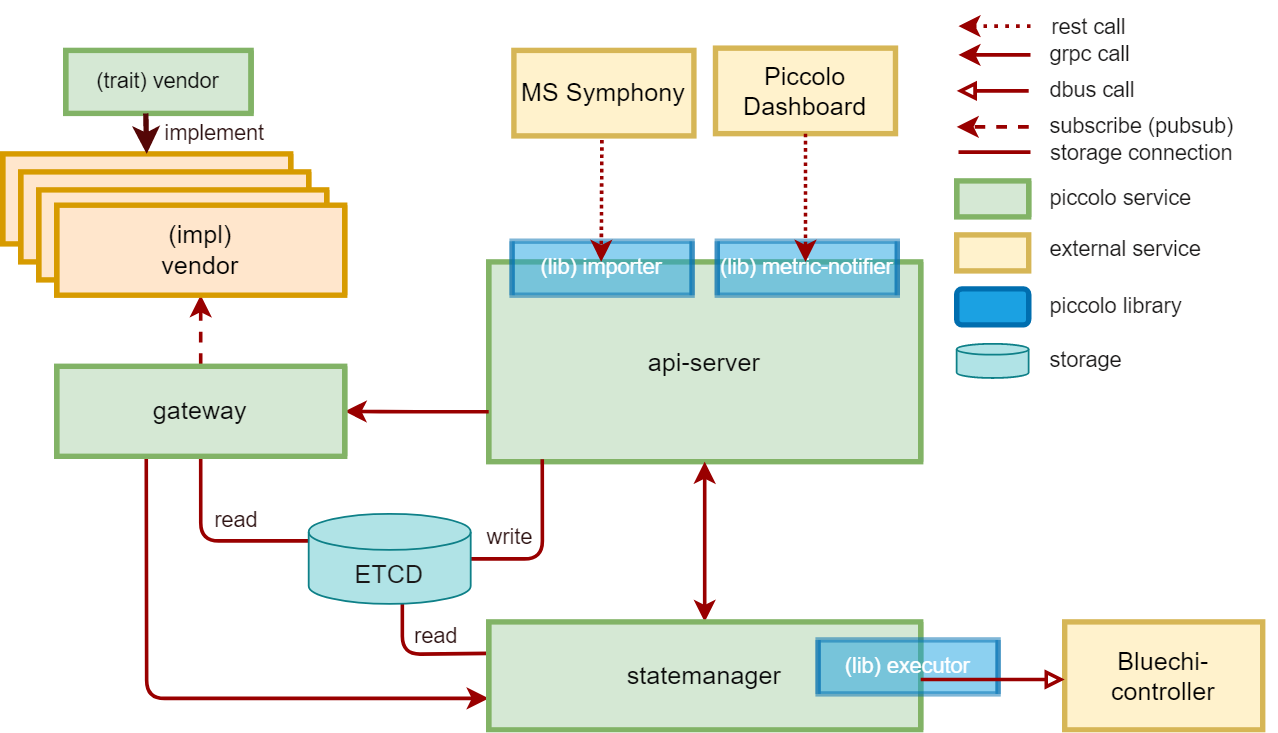 (trait) vendor
implement
(impl)
vendor
MS Symphony
Piccolo
Dashboard
rest call
grpc call
dbus call
subscribe (pubsub)
storage connection
piccolo service
external service
piccolo library
storage
(lib) importer
(lib) metric-notifier
api-server
gateway
read
write
ETCD
read
statemanager
(lib) executor
Bluechi-
controller